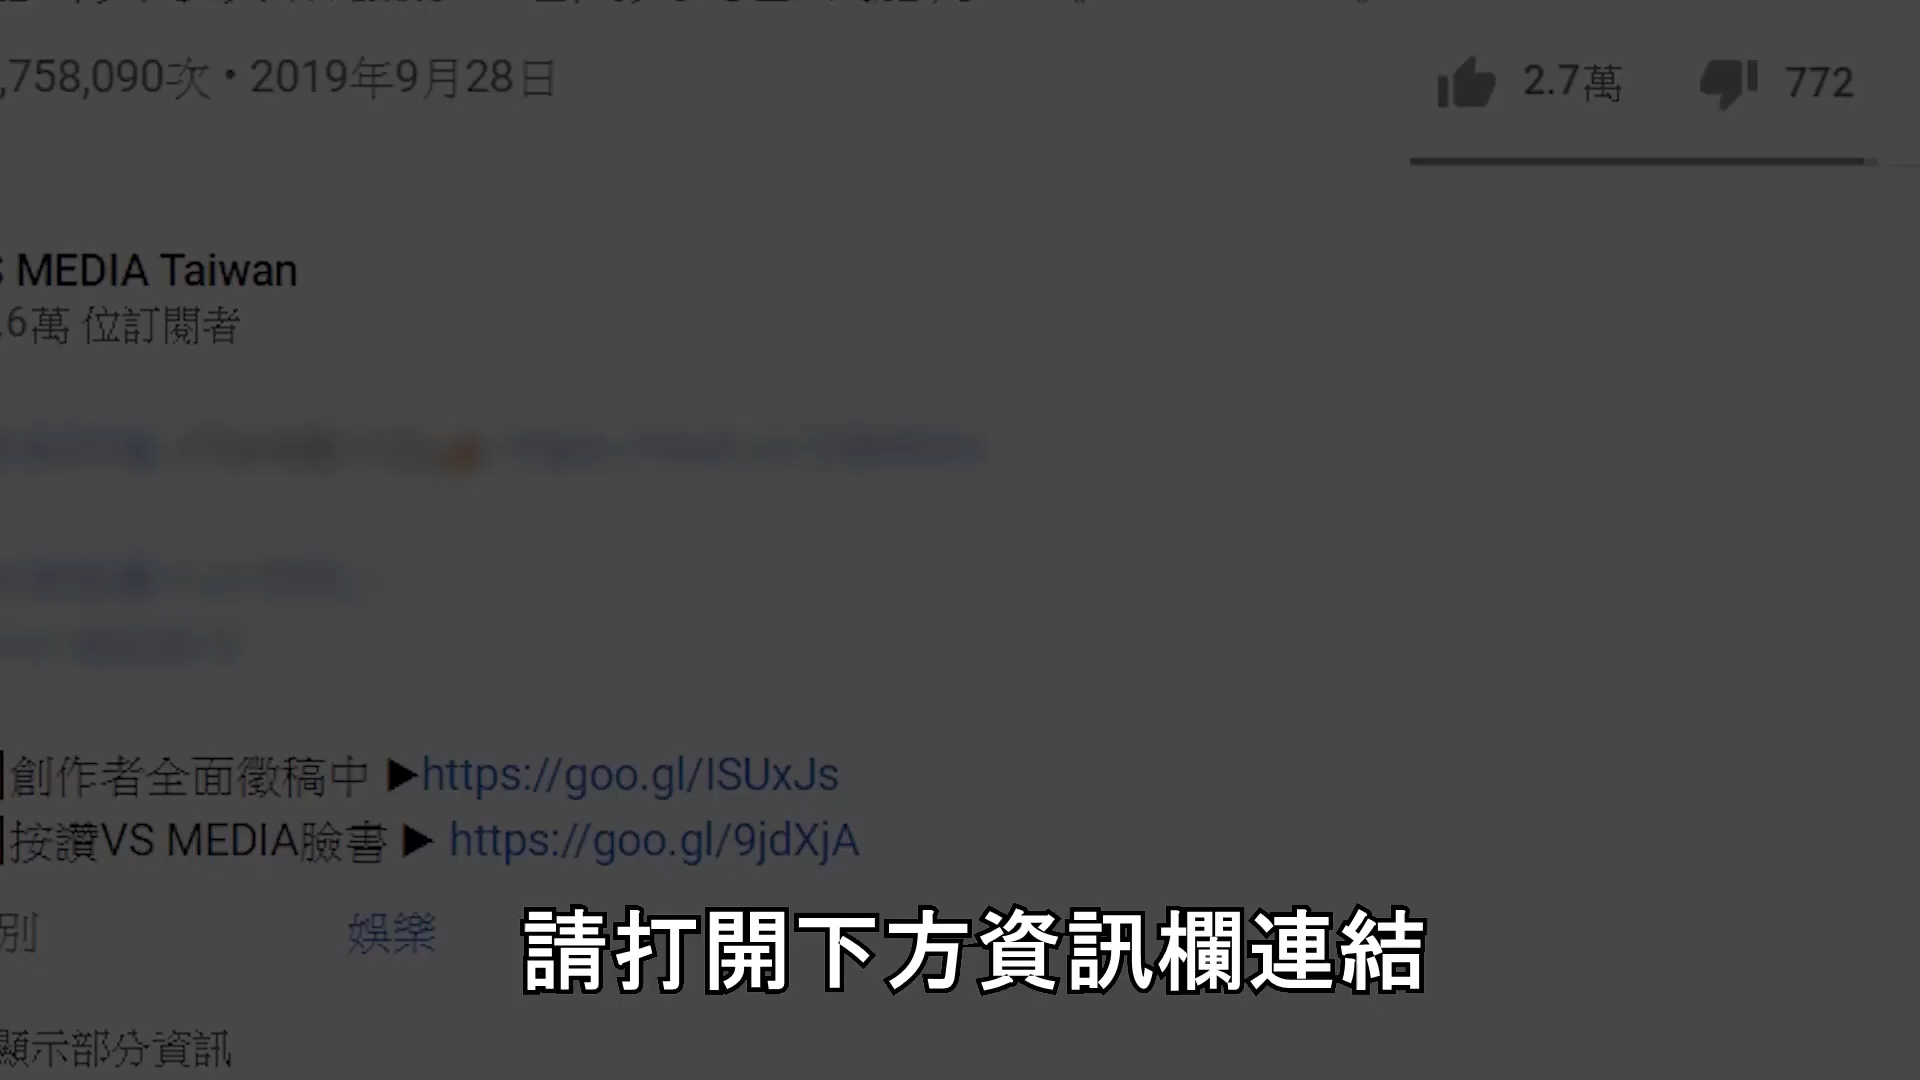 ,758,090次 • 2019年9月28日
2.7萬 772
MEDIA Taiwan
6萬 位訂閱者
創作者全面徵稿中 ▶https://goo.gl/ISUxJs
按讚VS MEDIA臉書 ▶ https://goo.gl/9jdXjA
別 娛樂
請打開下方資訊欄連結
顯示部分資訊